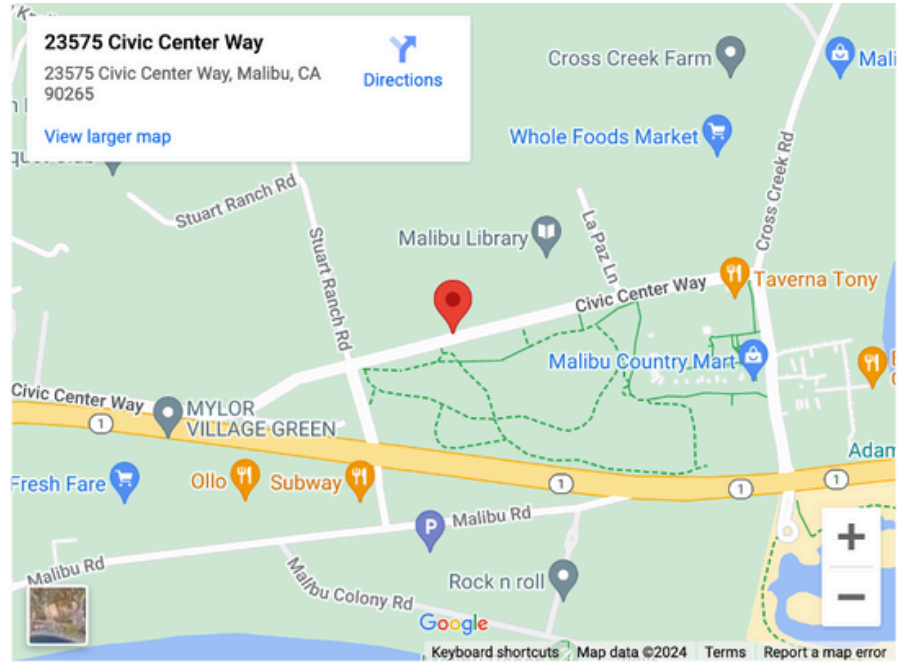 23575 Civic Center Way
23575 Civic Center Way, Malibu, CA
90265
Directions
View larger map
Cross Creek Farm
Mali
Whole Foods Market
Cross Creek Rd
Stuart Ranch Rd
Stuart Ranch Rd
Malibu Library
La Paz Ln
Civic Center Way
Taverna Tony
Malibu Country Mart
Civic Center Way
MYLOR
VILLAGE GREEN
1
Adam
Fresh Fare
Ollo
Subway
1
1
1
P
Malibu Rd
Malibu Rd
Malibu Colony Rd
Rock n roll
+
−
Google
Keyboard shortcuts
Map data ©2024
Terms
Report a map error